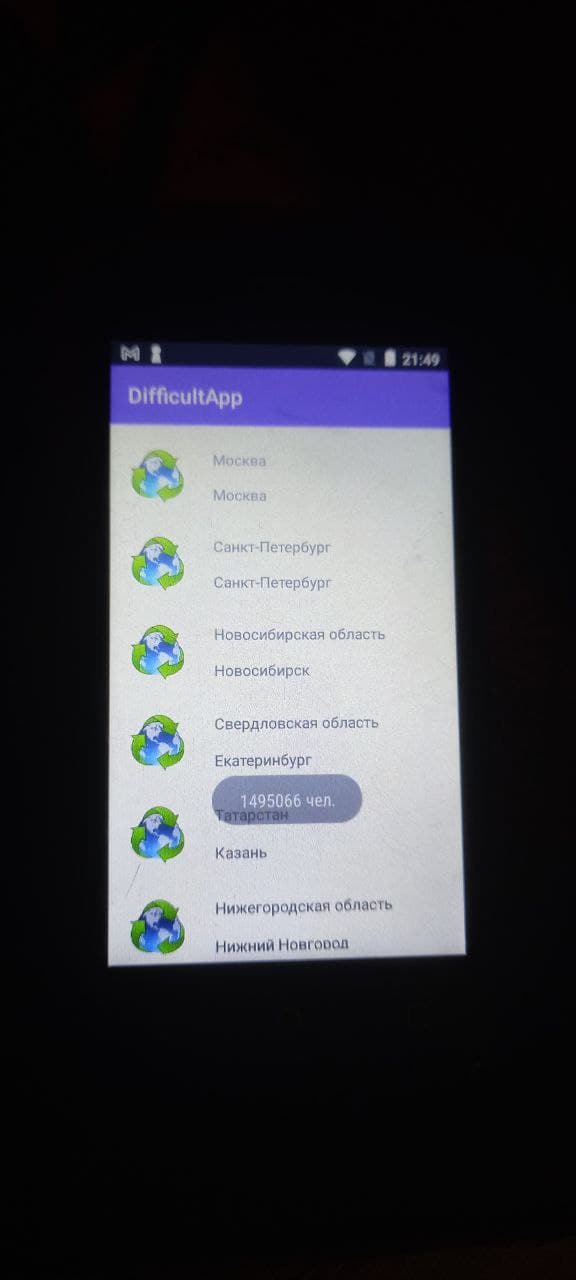 21:49
DifficultApp
Москва
Москва
Санкт-Петербург
Санкт-Петербург
Новосибирская область
Новосибирск
Свердловская область
Екатеринбург
1495066 чел.
Татарстан
Казань
Нижегородская область
Нижний Новгород